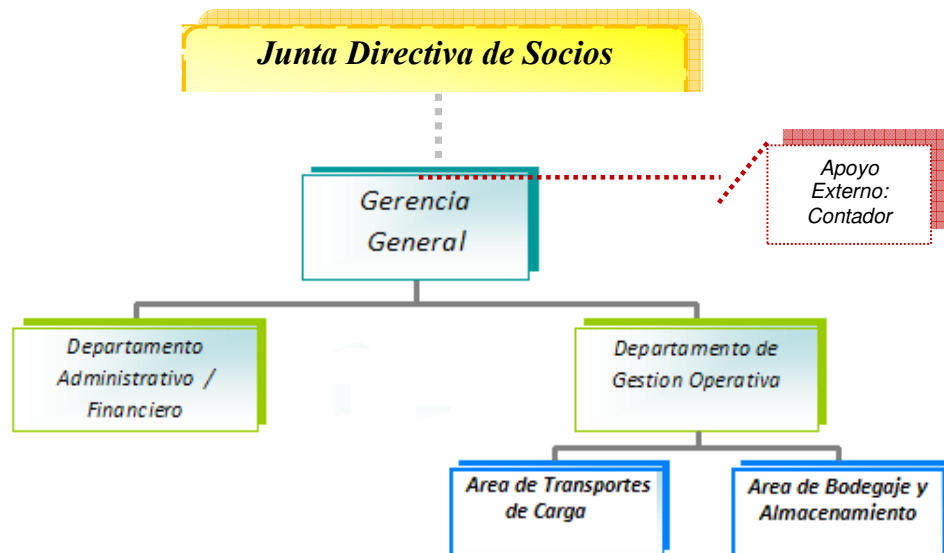 Junta Directiva de Socios
Apoyo
Externo:
Contador
Gerencia
General
Departamento
Administrativo /
Financiero
Departamento de
Gestion Operativa
Area de Transportes
de Carga
Area de Bodegaje y
Almacenamiento